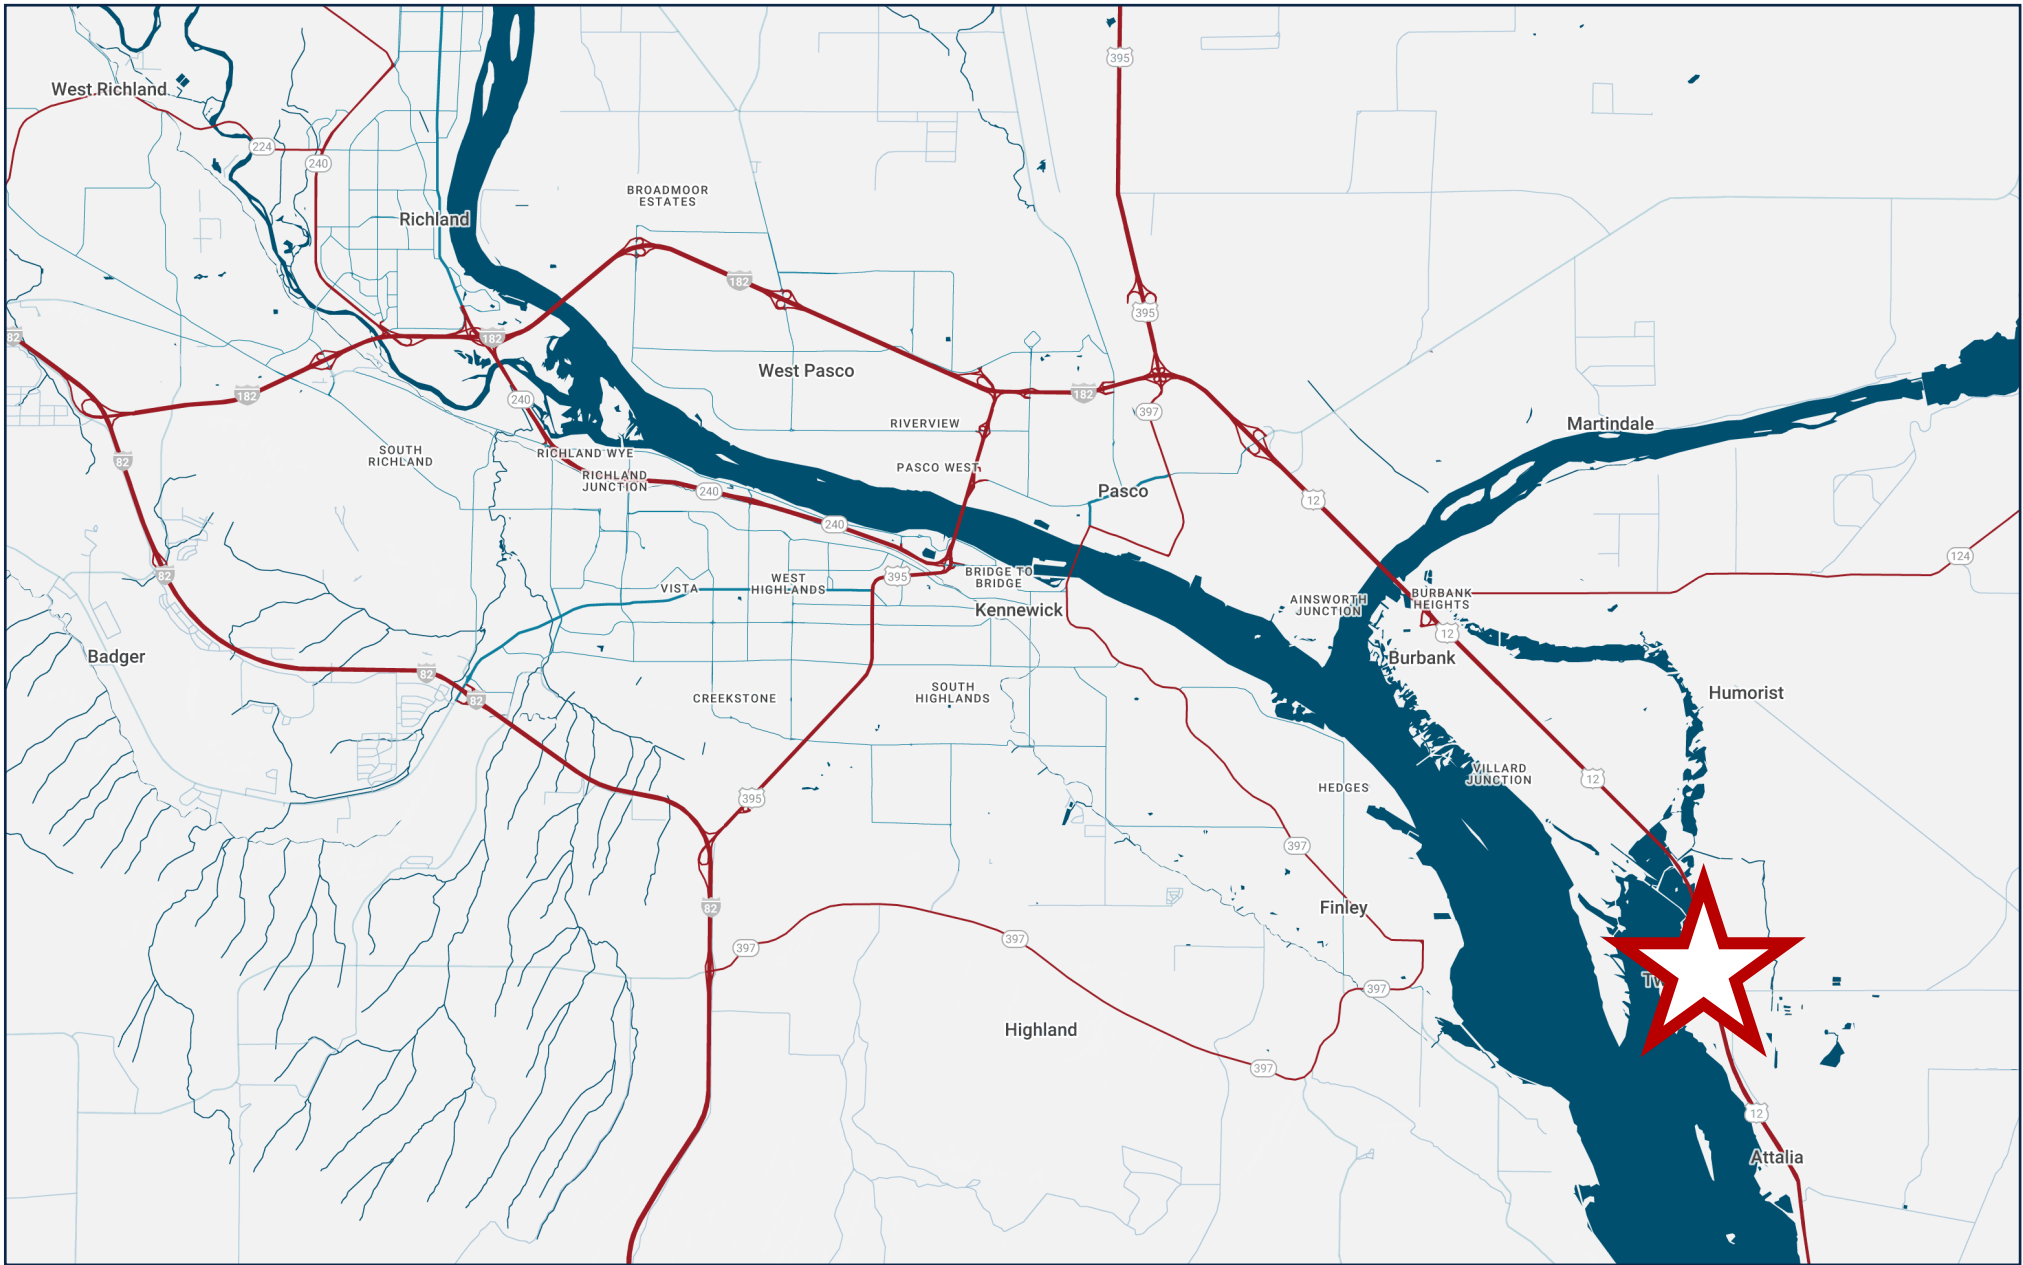 395
West Richland
224
240
BROADMOOR
ESTATES
Richland
182
395
82
182
West Pasco
182
182
240
397
Martindale
RIVERVIEW
SOUTH
RICHLAND
RICHLAND WYE
82
PASCO WEST
RICHLAND
JUNCTION
240
Pasco
12
240
124
82
395
BRIDGE TO
BRIDGE
WEST
HIGHLANDS
VISTA
Kennewick
AINSWORTH
JUNCTION
BURBANK
HEIGHTS
12
Badger
Burbank
82
82
CREEKSTONE
SOUTH
HIGHLANDS
Humorist
VILLARD
JUNCTION
12
HEDGES
395
397
82
Finley
397
397
397
Highland
397
12
Attalia